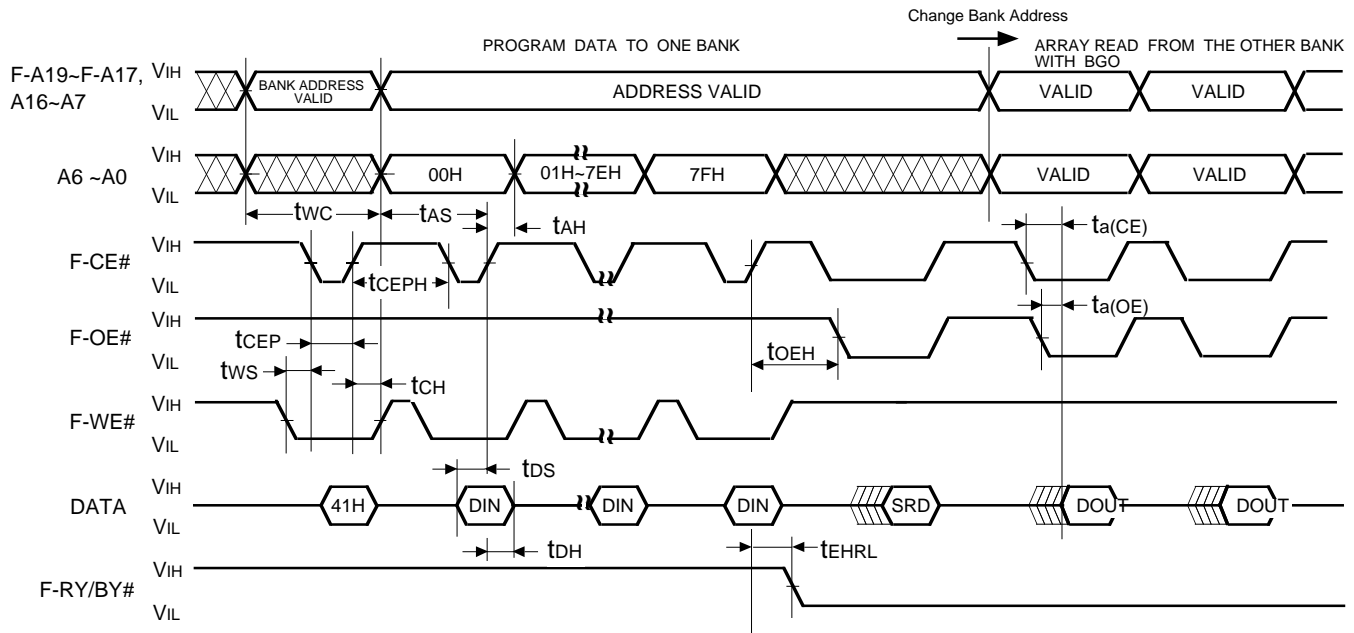 Change Bank Address
PROGRAM DATA TO ONE BANK
ARRAY READ FROM THE OTHER BANK
WITH BGO
F-A19~F-A17,
A16~A7
VIH
VIL
BANK ADDRESS
VALID
ADDRESS VALID
VALID
VALID
A6 ~A0
VIH
VIL
00H
01H~7EH
7FH
VALID
VALID
tWC
tAS
tAH
ta(CE)
F-CE#
VIH
VIL
tCEPH
F-OE#
VIH
VIL
ta(OE)
tCEP
tOEH
tWS
tCH
F-WE#
VIH
VIL
tDS
DATA
VIH
VIL
41H
DIN
DIN
DIN
SRD
DOUT
DOUT
tDH
tEHRL
F-RY/BY#
VIH
VIL